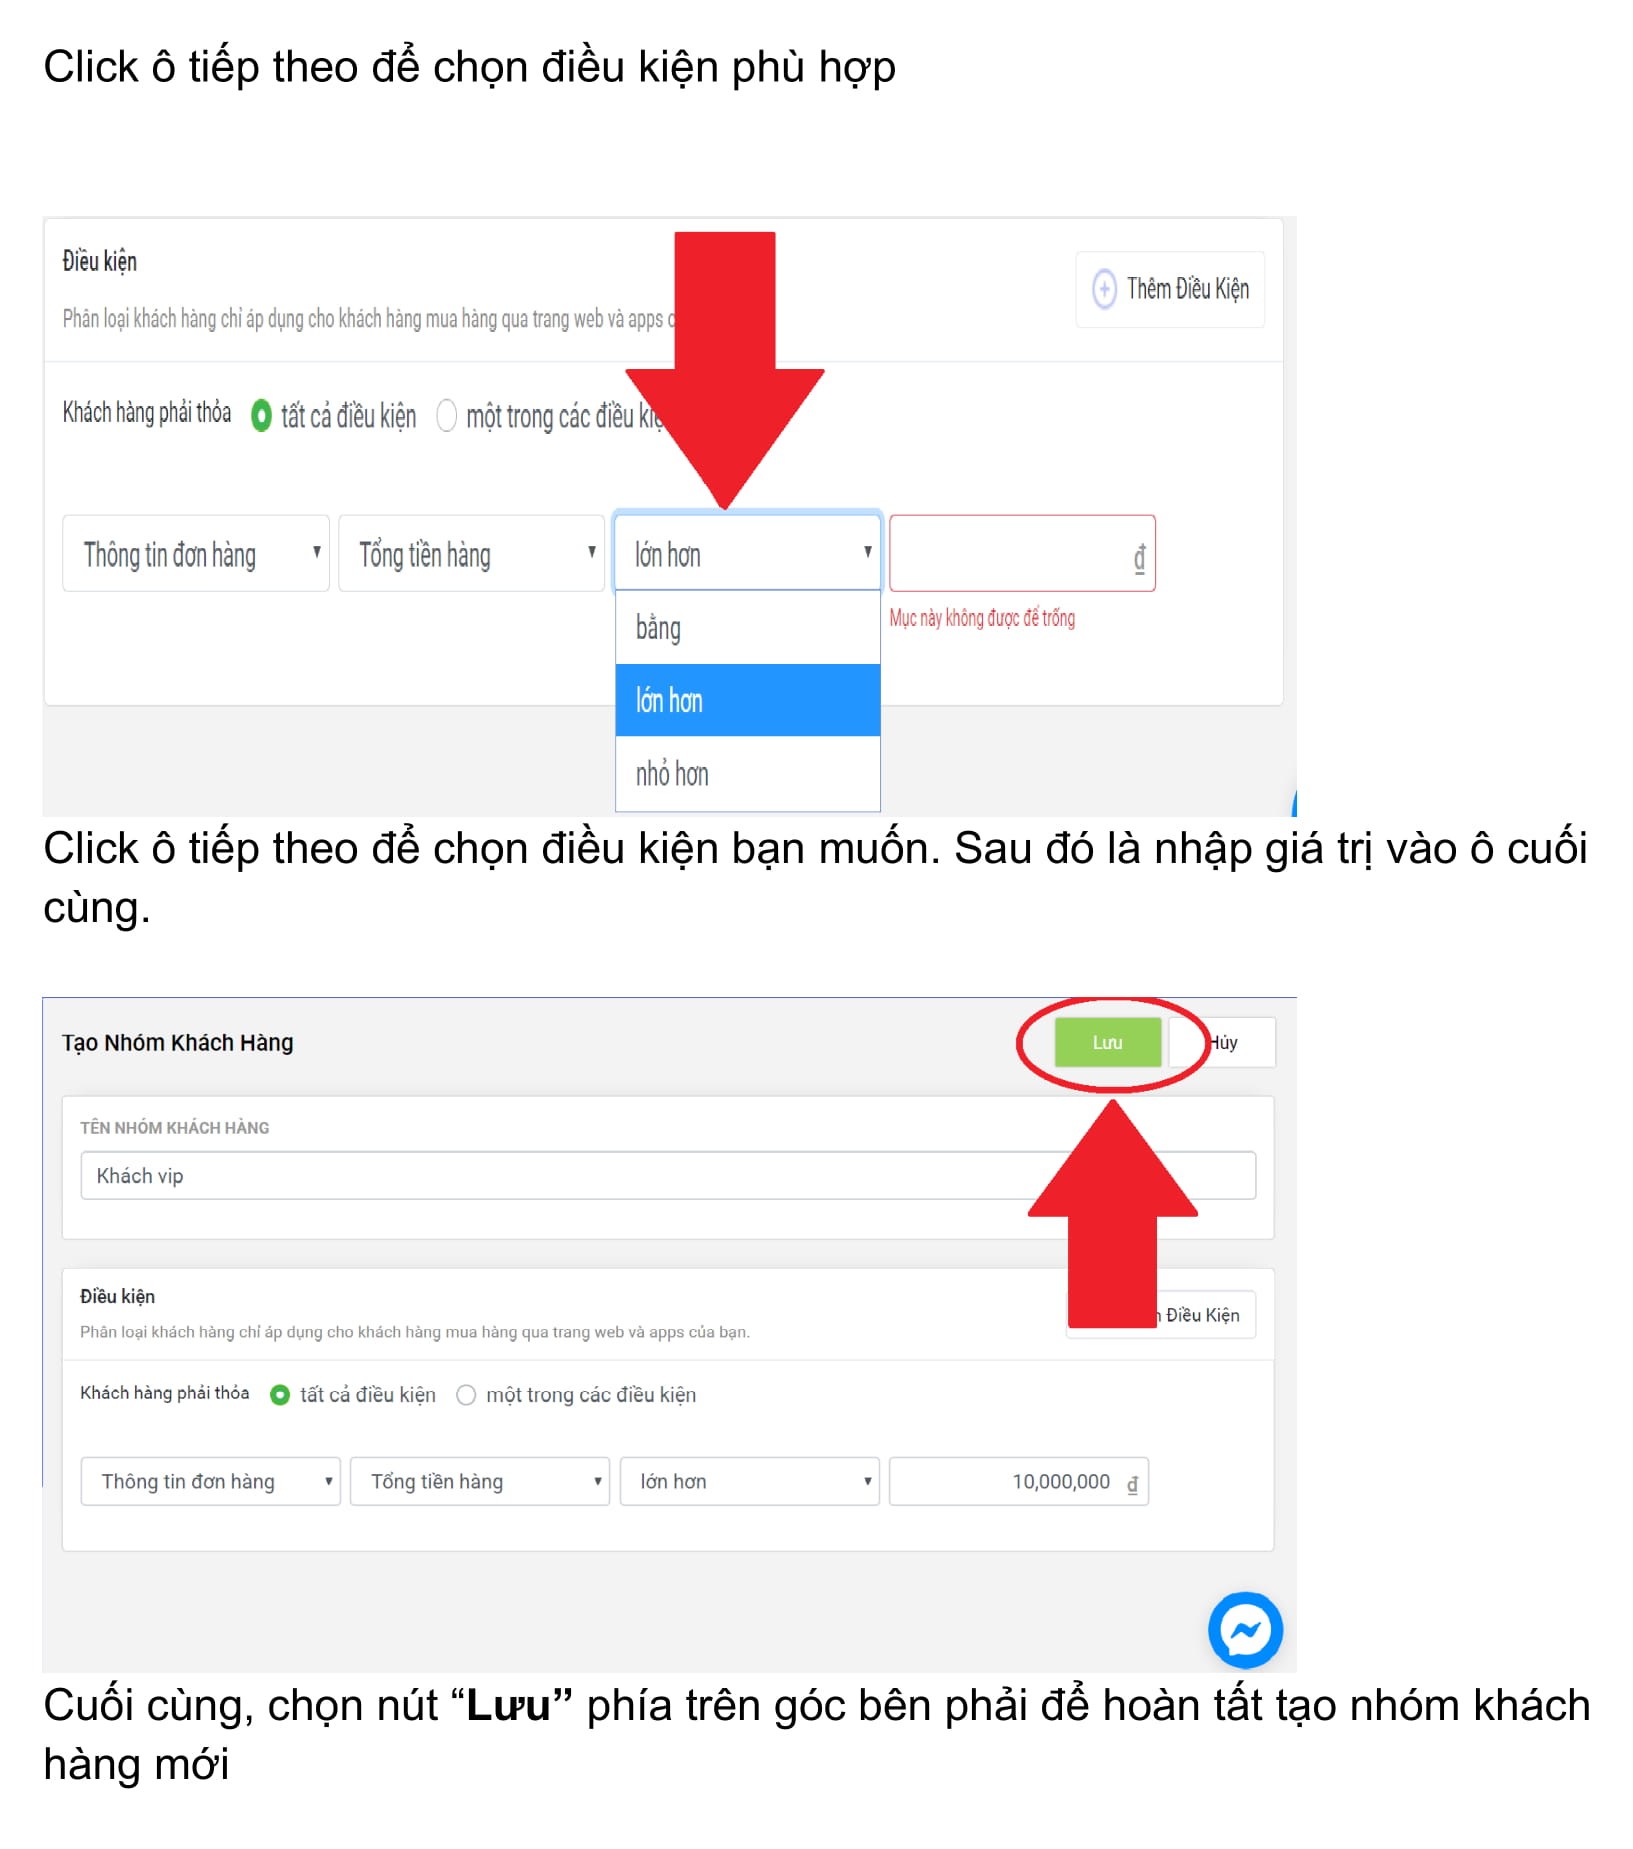 Click ô tiếp theo để chọn điều kiện phù hợp
Điều kiện
Thêm Điều Kiện
Phân loại khách hàng chỉ áp dụng cho khách hàng mua hàng qua trang web và apps
Khách hàng phải thỏa tất cả điều kiện một trong các điều
Thông tin đơn hàng Tổng tiền hàng lớn hơn đ
Mục này không được để trống
bằng
lớn hơn
nhỏ hơn
Click ô tiếp theo để chọn điều kiện bạn muốn. Sau đó là nhập giá trị vào ô cuối
cùng.
Tạo Nhóm Khách Hàng Lưu Hủy
TÊN NHÓM KHÁCH HÀNG
Khách vip
Điều kiện
Điều Kiện
Phân loại khách hàng chỉ áp dụng cho khách hàng mua hàng qua trang web và apps của bạn.
Khách hàng phải thỏa tất cả điều kiện một trong các điều kiện
Thông tin đơn hàng Tổng tiền hàng lớn hơn 10,000,000 đ
Cuối cùng, chọn nút “Lưu” phía trên góc bên phải để hoàn tất tạo nhóm khách
hàng mới